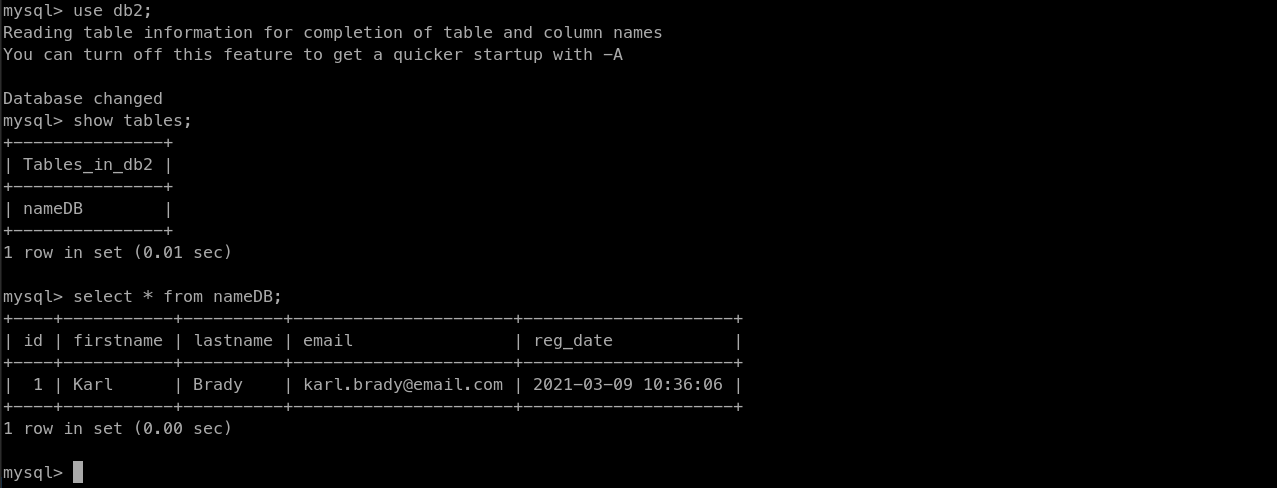 mysql> use db2;
Reading table information for completion of table and column names
You can turn off this feature to get a quicker startup with -A

Database changed
mysql> show tables;
+---------------+
| Tables_in_db2 |
+---------------+
| nameDB        |
+---------------+
1 row in set (0.01 sec)

mysql> select * from nameDB;
+----+-----------+----------+----------------------+---------------------+
| id | firstname | lastname | email                | reg_date            |
+----+-----------+----------+----------------------+---------------------+
|  1 | Karl      | Brady    | karl.brady@email.com | 2021-03-09 10:36:06 |
+----+-----------+----------+----------------------+---------------------+
1 row in set (0.00 sec)

mysql>